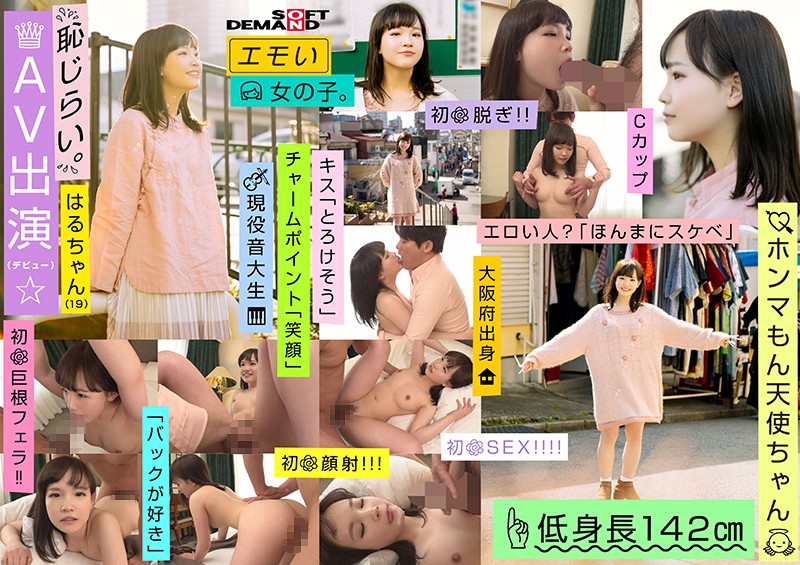 恥じらい。
AV出演
(デビュー)
☆
はるちゃん
(19)
SOFT
DEMAND
エモい
女の子。
初脱ぎ!!
Cカップ
現役音大生
チャームポイント「笑顔」
キス「とろけそう」
エロい人?「ほんまにスケベ」
大阪府出身
ホンマもん天使ちゃん
初巨根フェラ!!
「バックが好き」
初顔射!!!
初SEX!!!!
低身長142cm